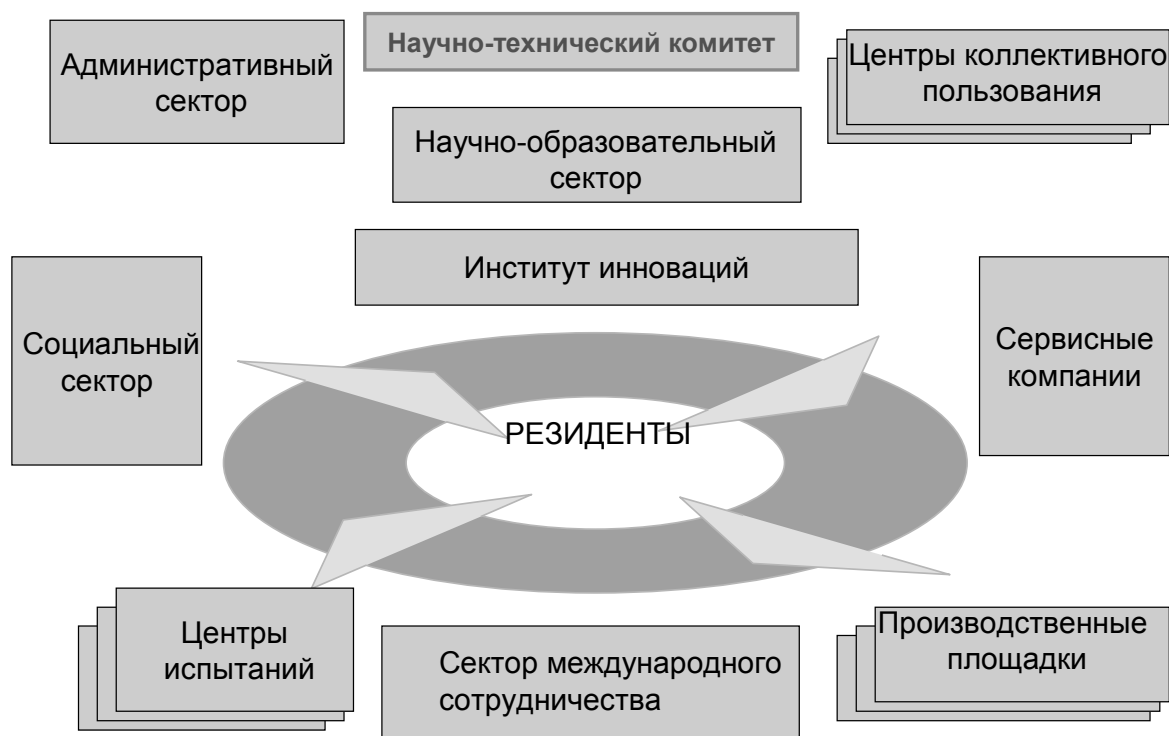 Научно-технический комитет
Административный
сектор
Центры коллективного
пользования
Научно-образовательный
сектор
Институт инноваций
Социальный
сектор
Сервисные
компании
РЕЗИДЕНТЫ
Центры
испытаний
Сектор международного
сотрудничества
Производственные
площадки